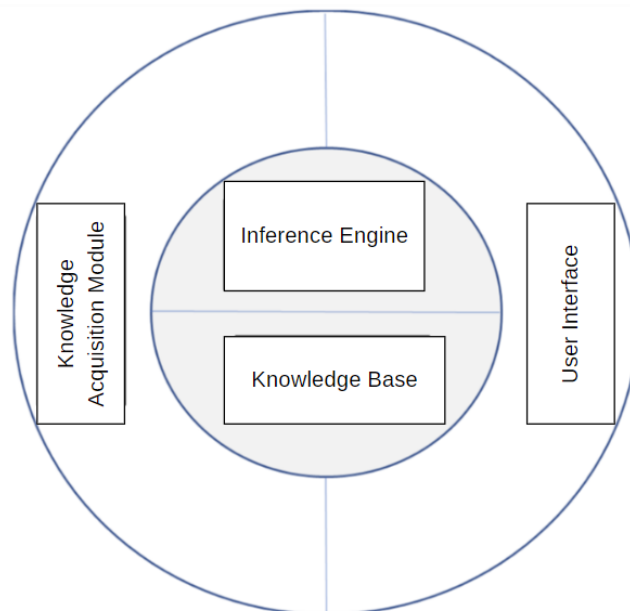 Inference Engine
Knowledge
Acquisition Module
User Interface
Knowledge Base